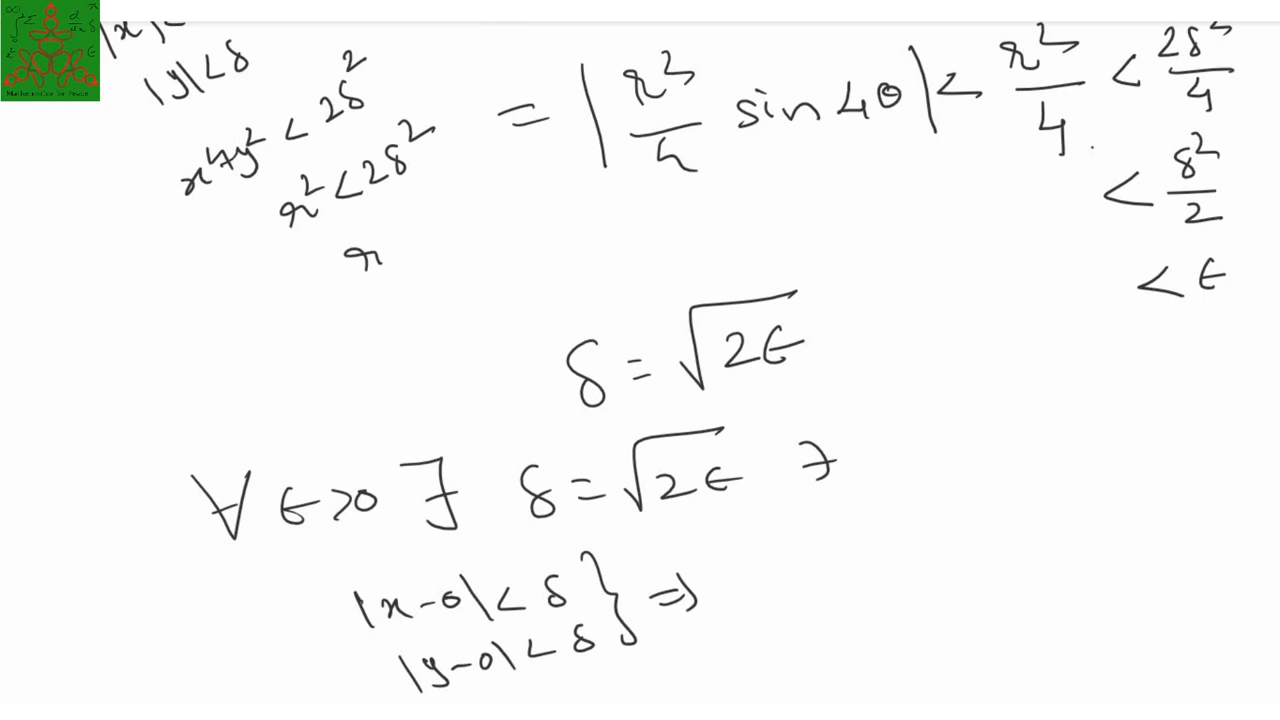 |x|<
|y|<δ
x²+y² < 2δ²
r² < 2δ²
r
= | r²/4 sin 4θ | < r²/4 < 2δ²/4
< δ²/2
< ϵ
δ = √2ϵ
∀ ϵ>0 ∃ δ = √2ϵ ∋
|x-0| < δ
|y-0| < δ } ⇒